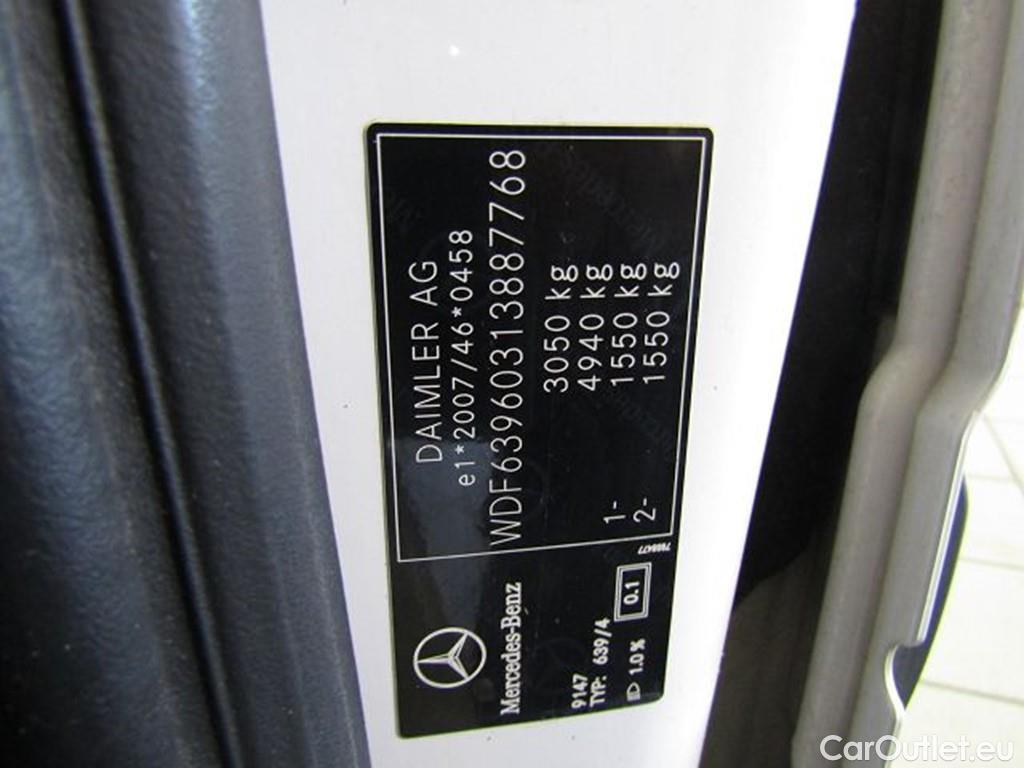 DAIMLER AG
e1*2007/46*0458
WDF63960313887768
3050 kg
4940 kg
1- 1550 kg
2- 1550 kg
Mercedes-Benz
9147
TYP: 639/4
1.0 %
0.1
CarOutlet.eu